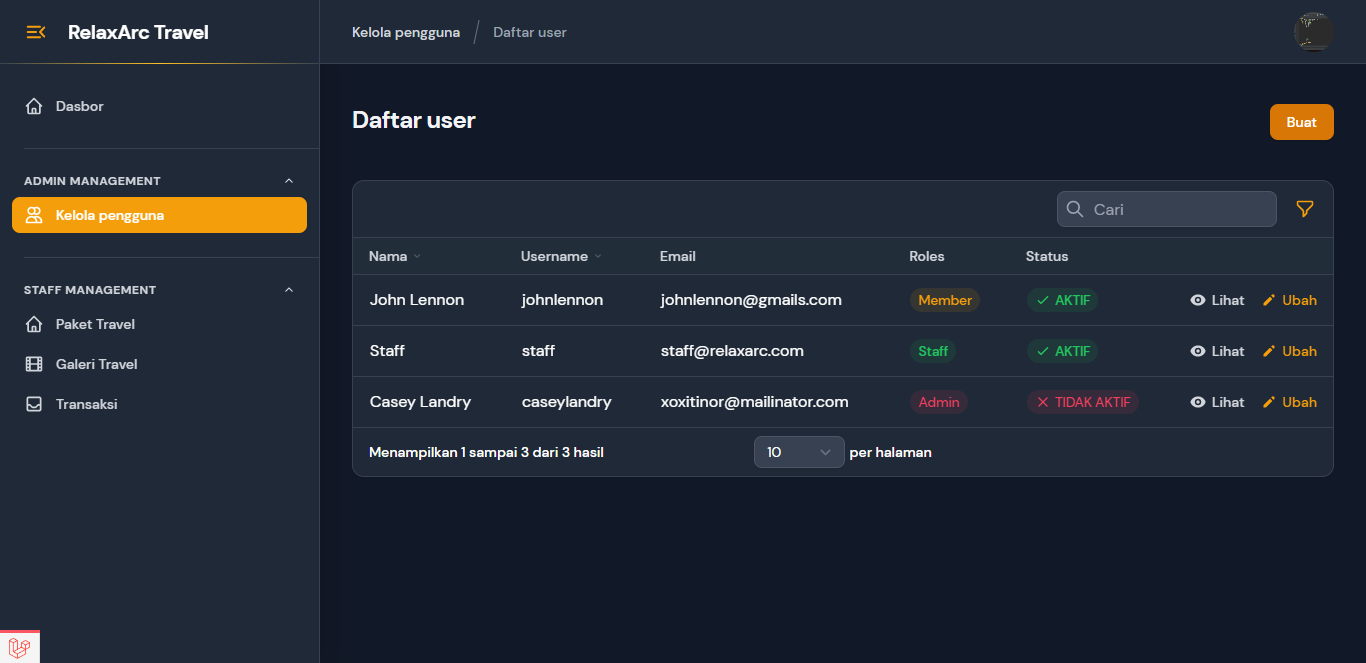 RelaxArc Travel
Kelola pengguna / Daftar user
Dasbor
ADMIN MANAGEMENT
Kelola pengguna
STAFF MANAGEMENT
Paket Travel
Galeri Travel
Transaksi
Daftar user
Buat
Cari
Nama Username Email Roles Status
John Lennon johnlennon johnlennon@gmails.com Member AKTIF Lihat Ubah
Staff staff staff@relaxarc.com Staff AKTIF Lihat Ubah
Casey Landry caseylandry xoxitinor@mailinator.com Admin TIDAK AKTIF Lihat Ubah
Menampilkan 1 sampai 3 dari 3 hasil 10 per halaman